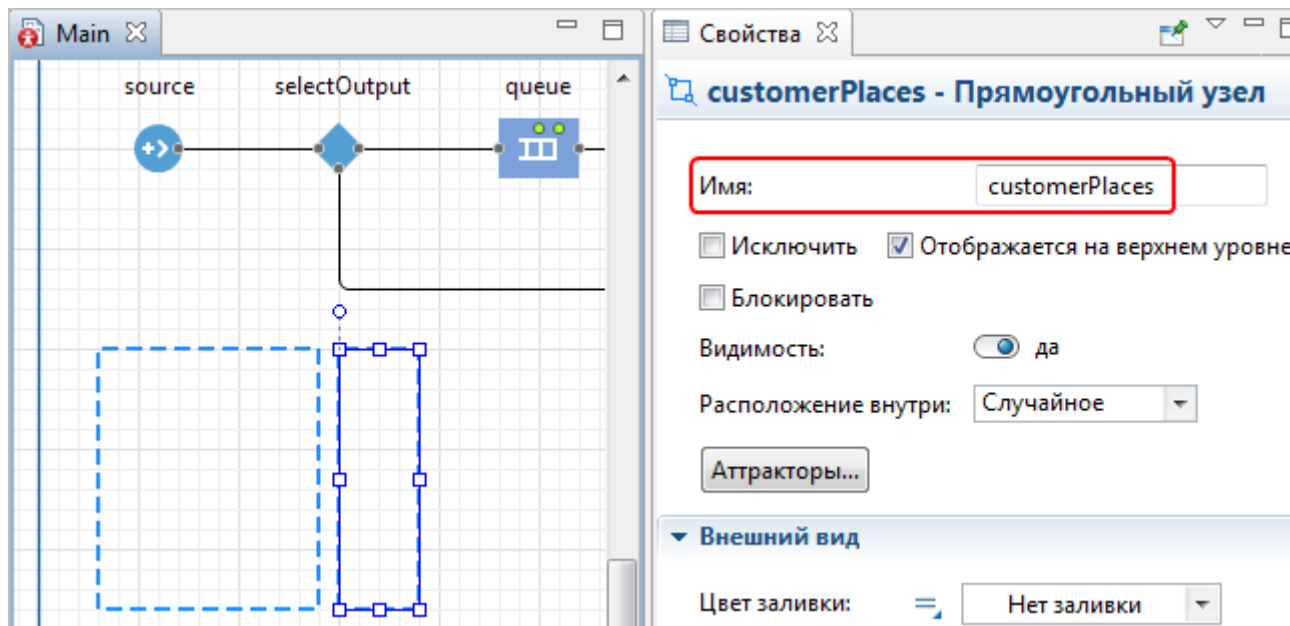 Main
source selectOutput queue
Свойства
customerPlaces - Прямоугольный узел
Имя: customerPlaces
Исключить Отображается на верхнем уровне
Блокировать
Видимость: да
Расположение внутри: Случайное
Аттракторы...
Внешний вид
Цвет заливки: Нет заливки